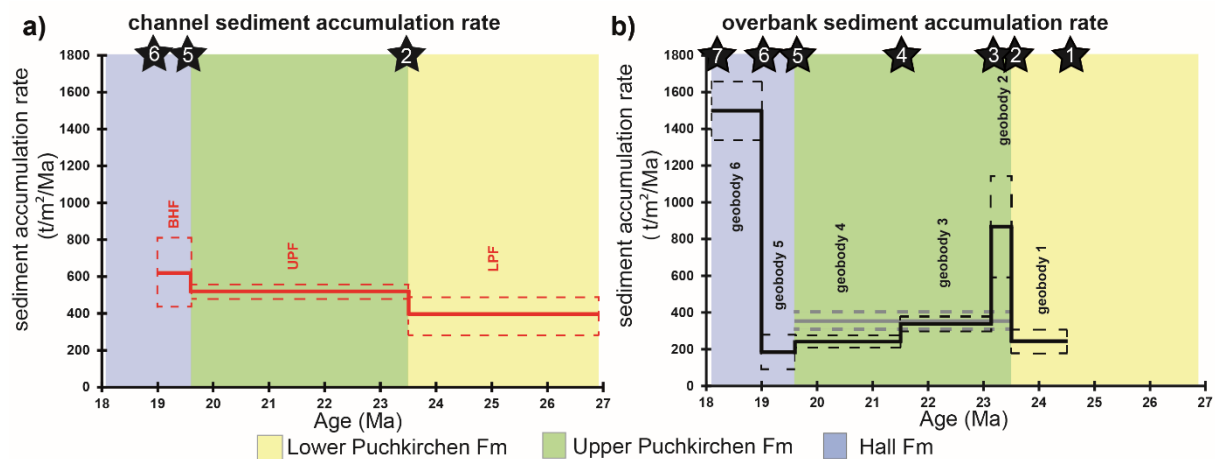 a)
channel sediment accumulation rate
6
5
2
sediment accumulation rate
(t/m²/Ma)
1800
1600
1400
1200
1000
800
600
400
200
0
BHF
UPF
LPF
18 19 20 21 22 23 24 25 26 27
Age (Ma)
b)
overbank sediment accumulation rate
7
6
5
4
3
2
1
sediment accumulation rate
( t/m²/Ma)
1800
1600
1400
1200
1000
800
600
400
200
0
geobody 6
geobody 5
geobody 4
geobody 3
geobody 2
geobody 1
18 19 20 21 22 23 24 25 26 27
Age (Ma)
Lower Puchkirchen Fm
Upper Puchkirchen Fm
Hall Fm